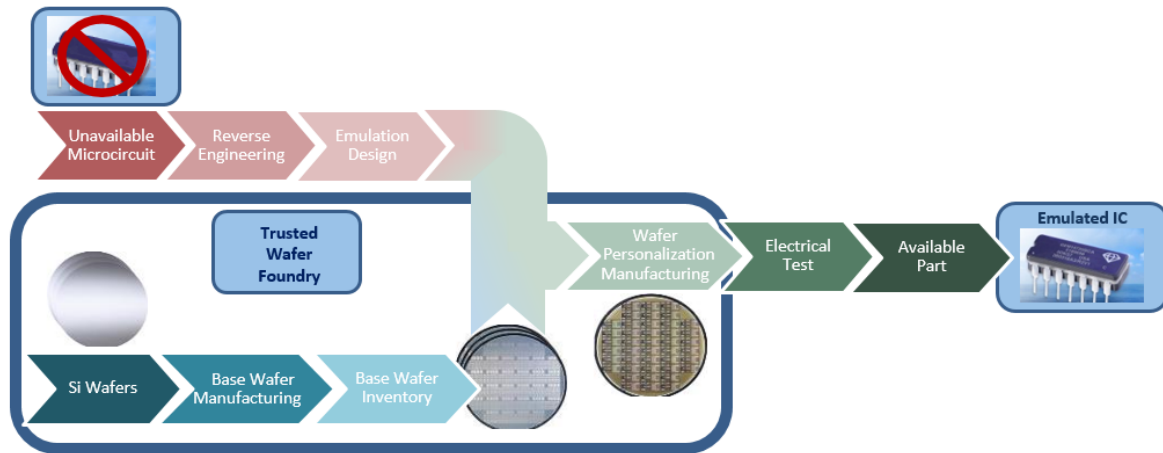 Unavailable
Microcircuit
Reverse
Engineering
Emulation
Design
Trusted
Wafer
Foundry
Wafer
Personalization
Manufacturing
Electrical
Test
Available
Part
Emulated IC
Si Wafers
Base Wafer
Manufacturing
Base Wafer
Inventory